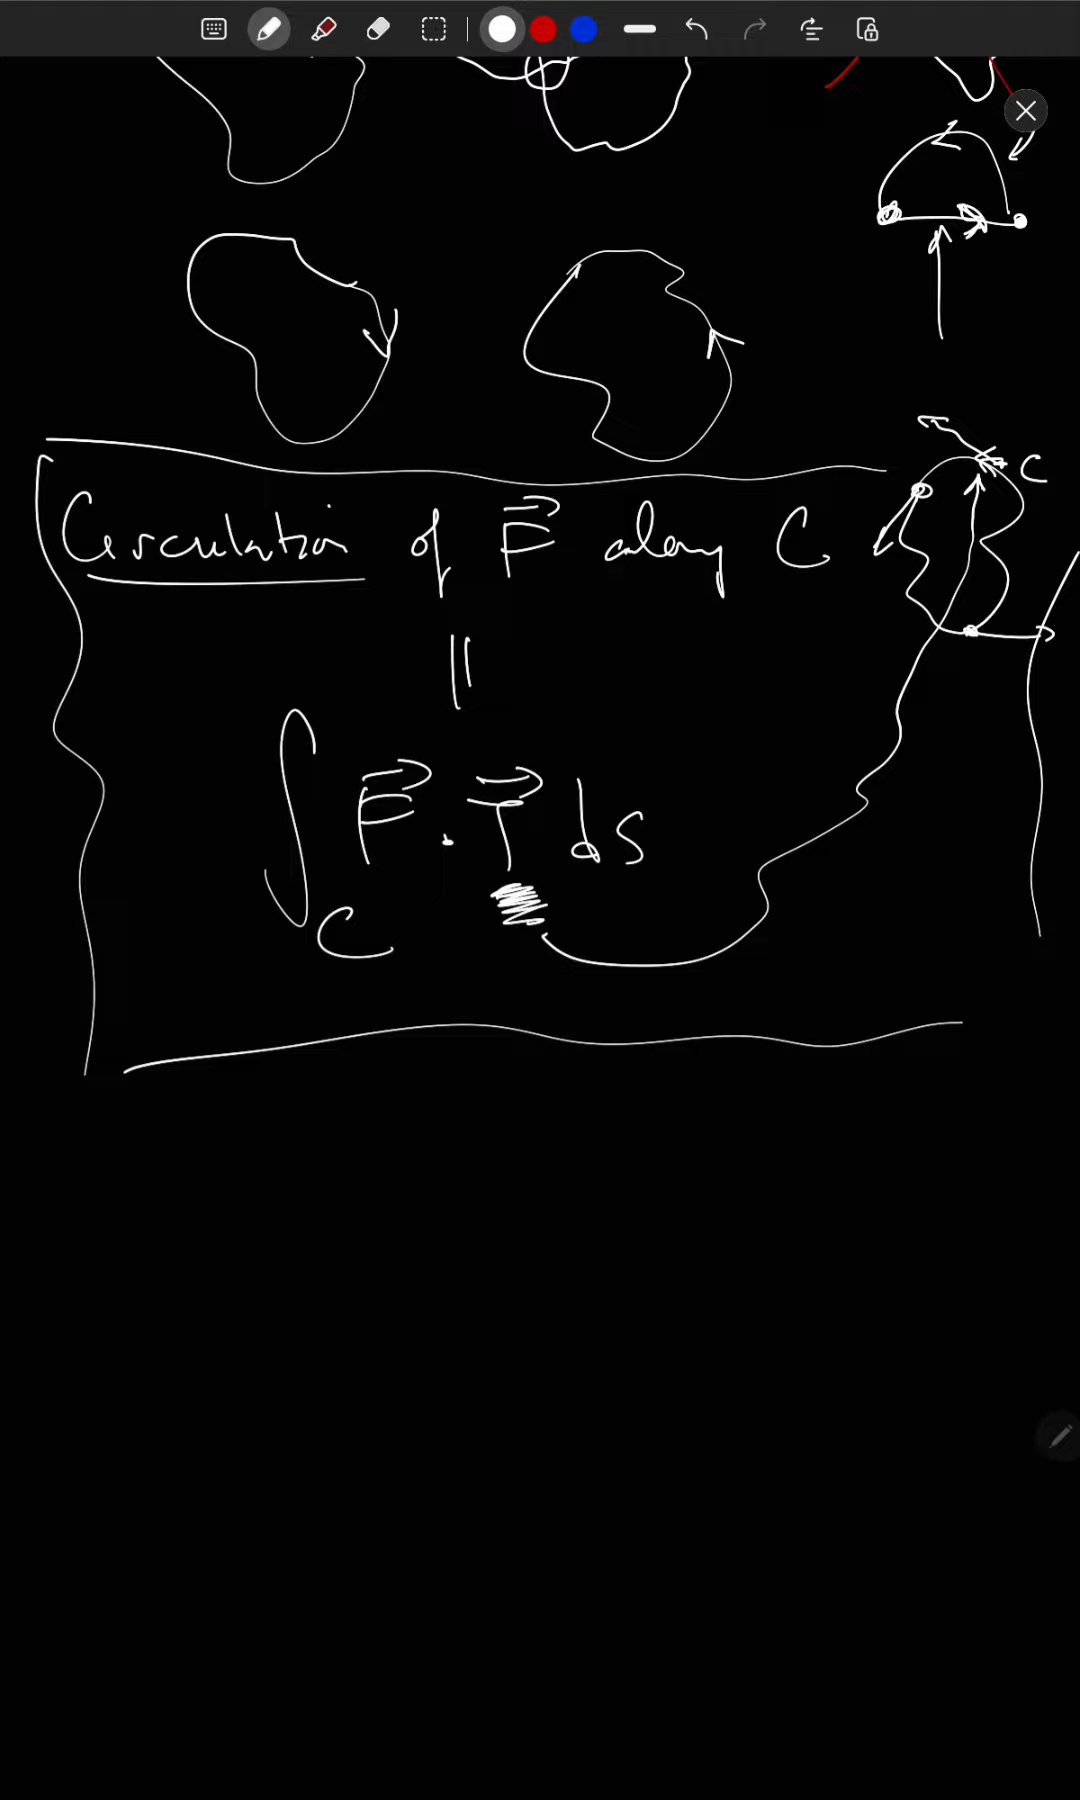 C
Circulation of F⃗ along C
||
∫_C F⃗ . T⃗ ds